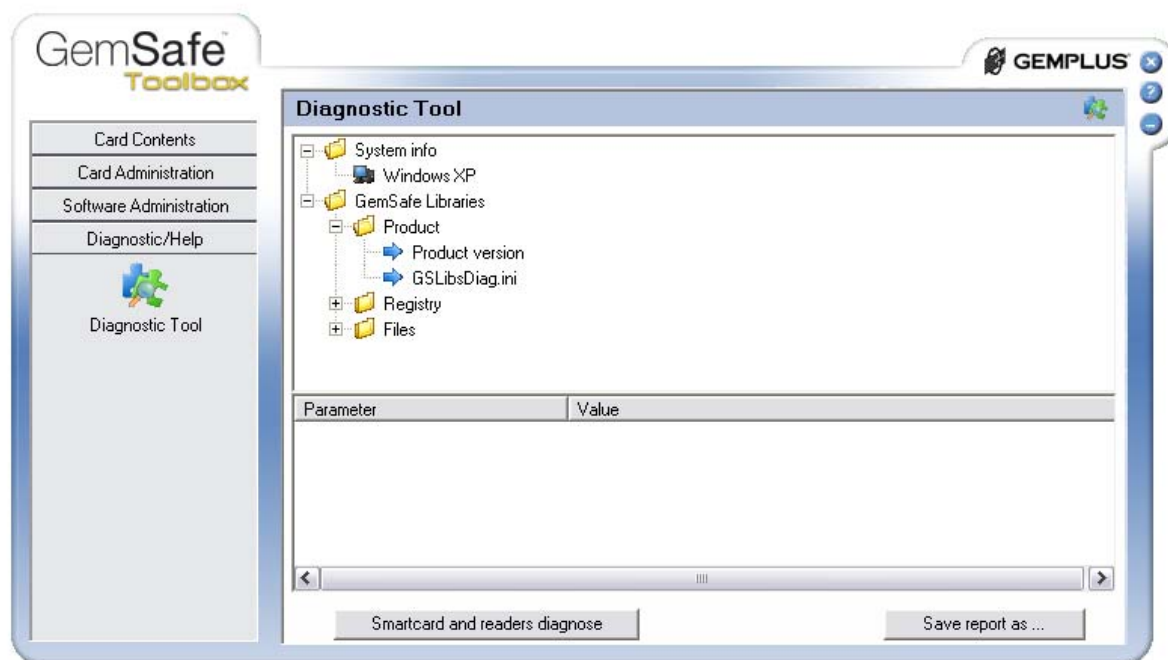 GemSafe™
Toolbox
GEMPLUS
Card Contents
Card Administration
Software Administration
Diagnostic/Help
Diagnostic Tool
Diagnostic Tool
System info
Windows XP
GemSafe Libraries
Product
Product version
GSLibsDiag.ini
Registry
Files
Parameter Value
Smartcard and readers diagnose Save report as ...